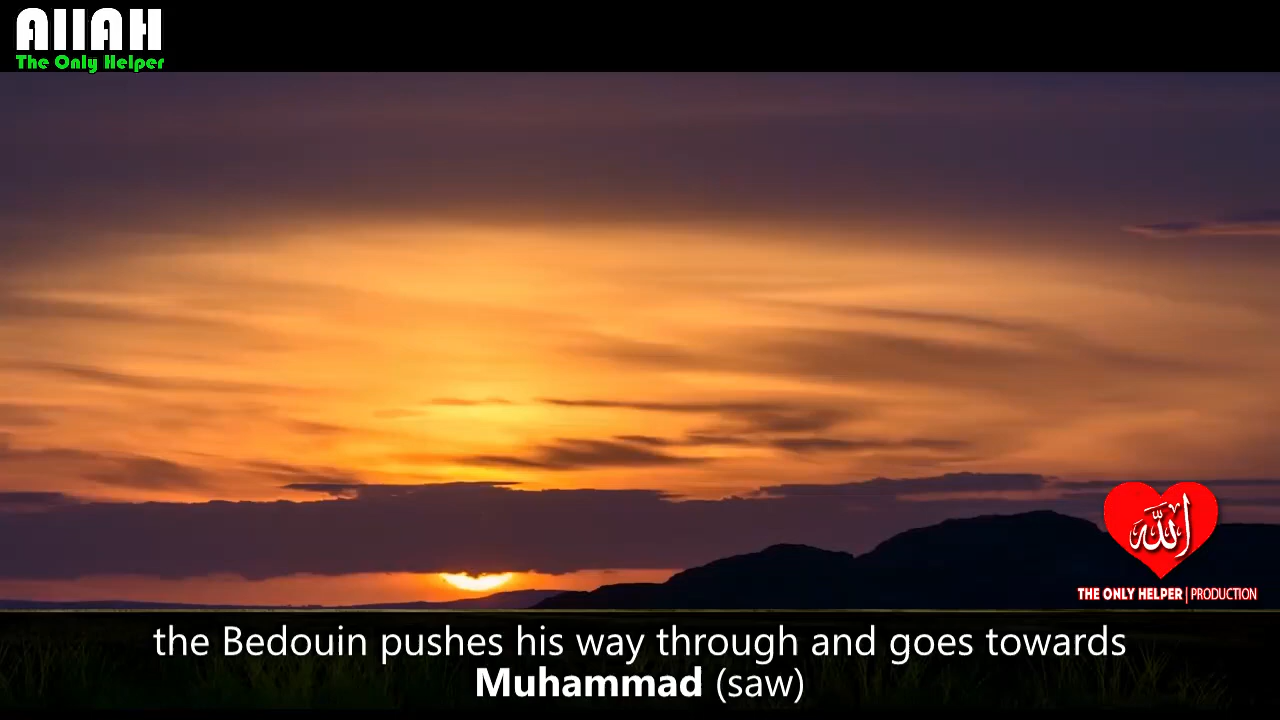 AllAH
The Only Helper
الله
THE ONLY HELPER | PRODUCTION
the Bedouin pushes his way through and goes towards
Muhammad (saw)